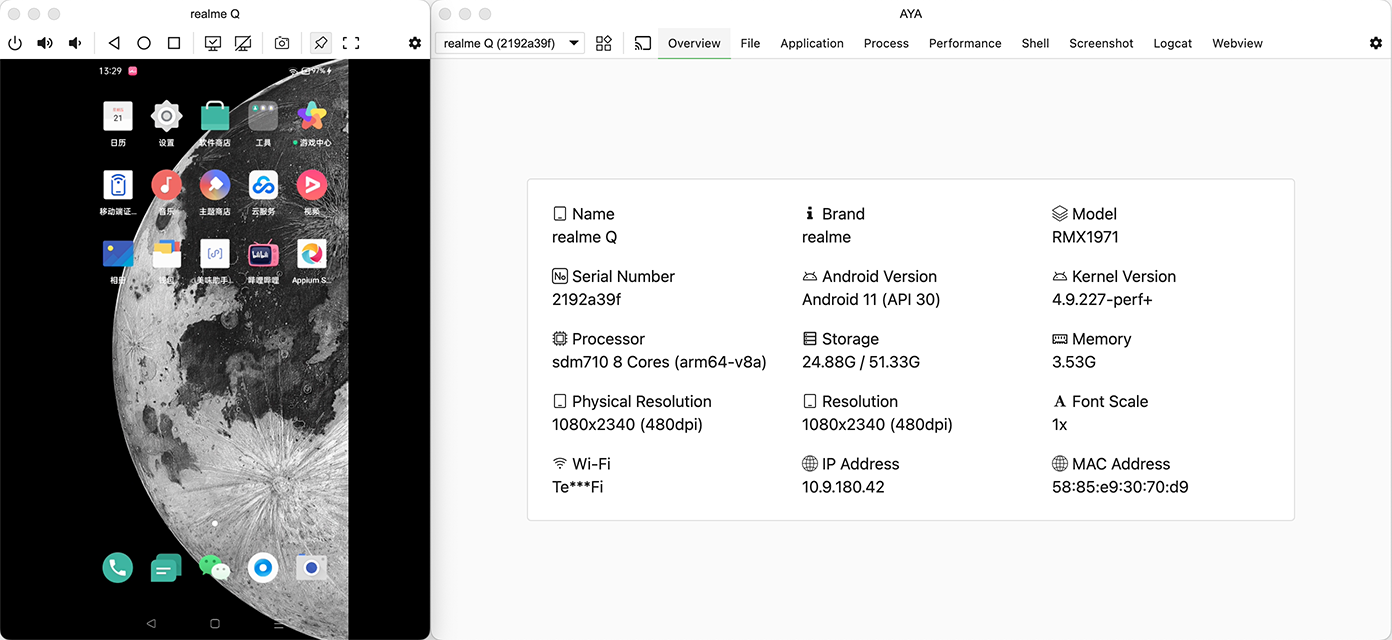 realme Q
13:29
97%
21
日历
设置
软件商店
工具
游戏中心
移动端证...
音乐
主题商店
云服务
视频
相册
钱包
美味助手...
哔哩哔哩
Appium S...
AYA
realme Q (2192a39f)
Overview
File
Application
Process
Performance
Shell
Screenshot
Logcat
Webview
Name
realme Q
Brand
realme
Model
RMX1971
Serial Number
2192a39f
Android Version
Android 11 (API 30)
Kernel Version
4.9.227-perf+
Processor
sdm710 8 Cores (arm64-v8a)
Storage
24.88G / 51.33G
Memory
3.53G
Physical Resolution
1080x2340 (480dpi)
Resolution
1080x2340 (480dpi)
Font Scale
1x
Wi-Fi
Te***Fi
IP Address
10.9.180.42
MAC Address
58:85:e9:30:70:d9